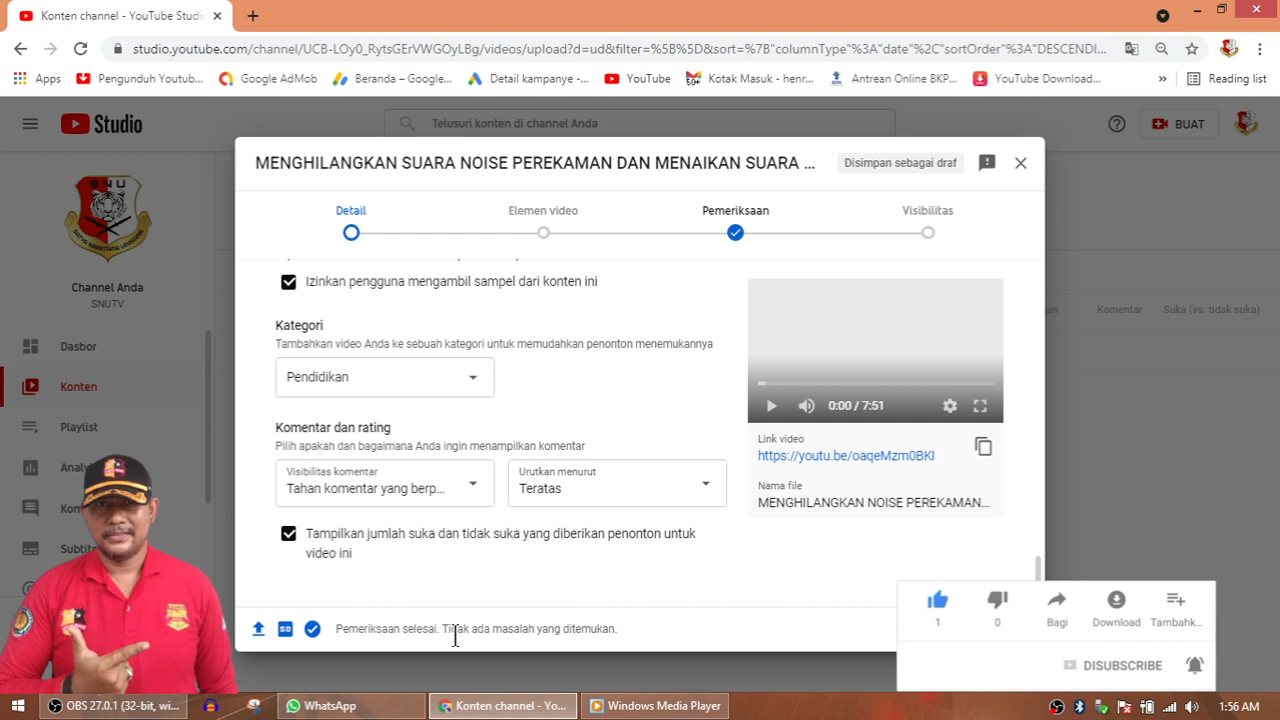 Konten channel - YouTube Studi
studio.youtube.com/channel/UCB-LOy0_RytsGErVWGOyLBg/videos/upload?d=ud&filter=%5B%5D&sort=%7B"columnType"%3A"date"%2C"sortOrder"%3A"DESCENDI...
Apps
Pengunduh Youtub...
Google AdMob
Beranda – Google...
Detail kampanye -...
YouTube
50+
Kotak Masuk - henr...
Antrean Online BKP...
YouTube Download...
»
Reading list
Studio
Telusuri konten di channel Anda
BUAT
MENGHILANGKAN SUARA NOISE PEREKAMAN DAN MENAIKAN SUARA ...
Disimpan sebagai draf
Detail
Elemen video
Pemeriksaan
Visibilitas
SNU
Channel Anda
SNUTV
Dasbor
Konten
Playlist
Analy
Kom
Subtitl
Izinkan pengguna mengambil sampel dari konten ini
Kategori
Tambahkan video Anda ke sebuah kategori untuk memudahkan penonton menemukannya
Pendidikan
Komentar dan rating
Pilih apakah dan bagaimana Anda ingin menampilkan komentar
Visibilitas komentar
Tahan komentar yang berp...
Urutkan menurut
Teratas
Tampilkan jumlah suka dan tidak suka yang diberikan penonton untuk
video ini
0:00 / 7:51
Link video
https://youtu.be/oaqeMzm0BKI
Nama file
MENGHILANGKAN NOISE PEREKAMAN...
Komentar
Suka (vs. tidak suka)
SD
Pemeriksaan selesai. Tidak ada masalah yang ditemukan.
1
0
Bagi
Download
Tambahk...
DISUBSCRIBE
OBS 27.0.1 (32-bit, wi...
WhatsApp
Konten channel - Yo...
Windows Media Player
1:56 AM